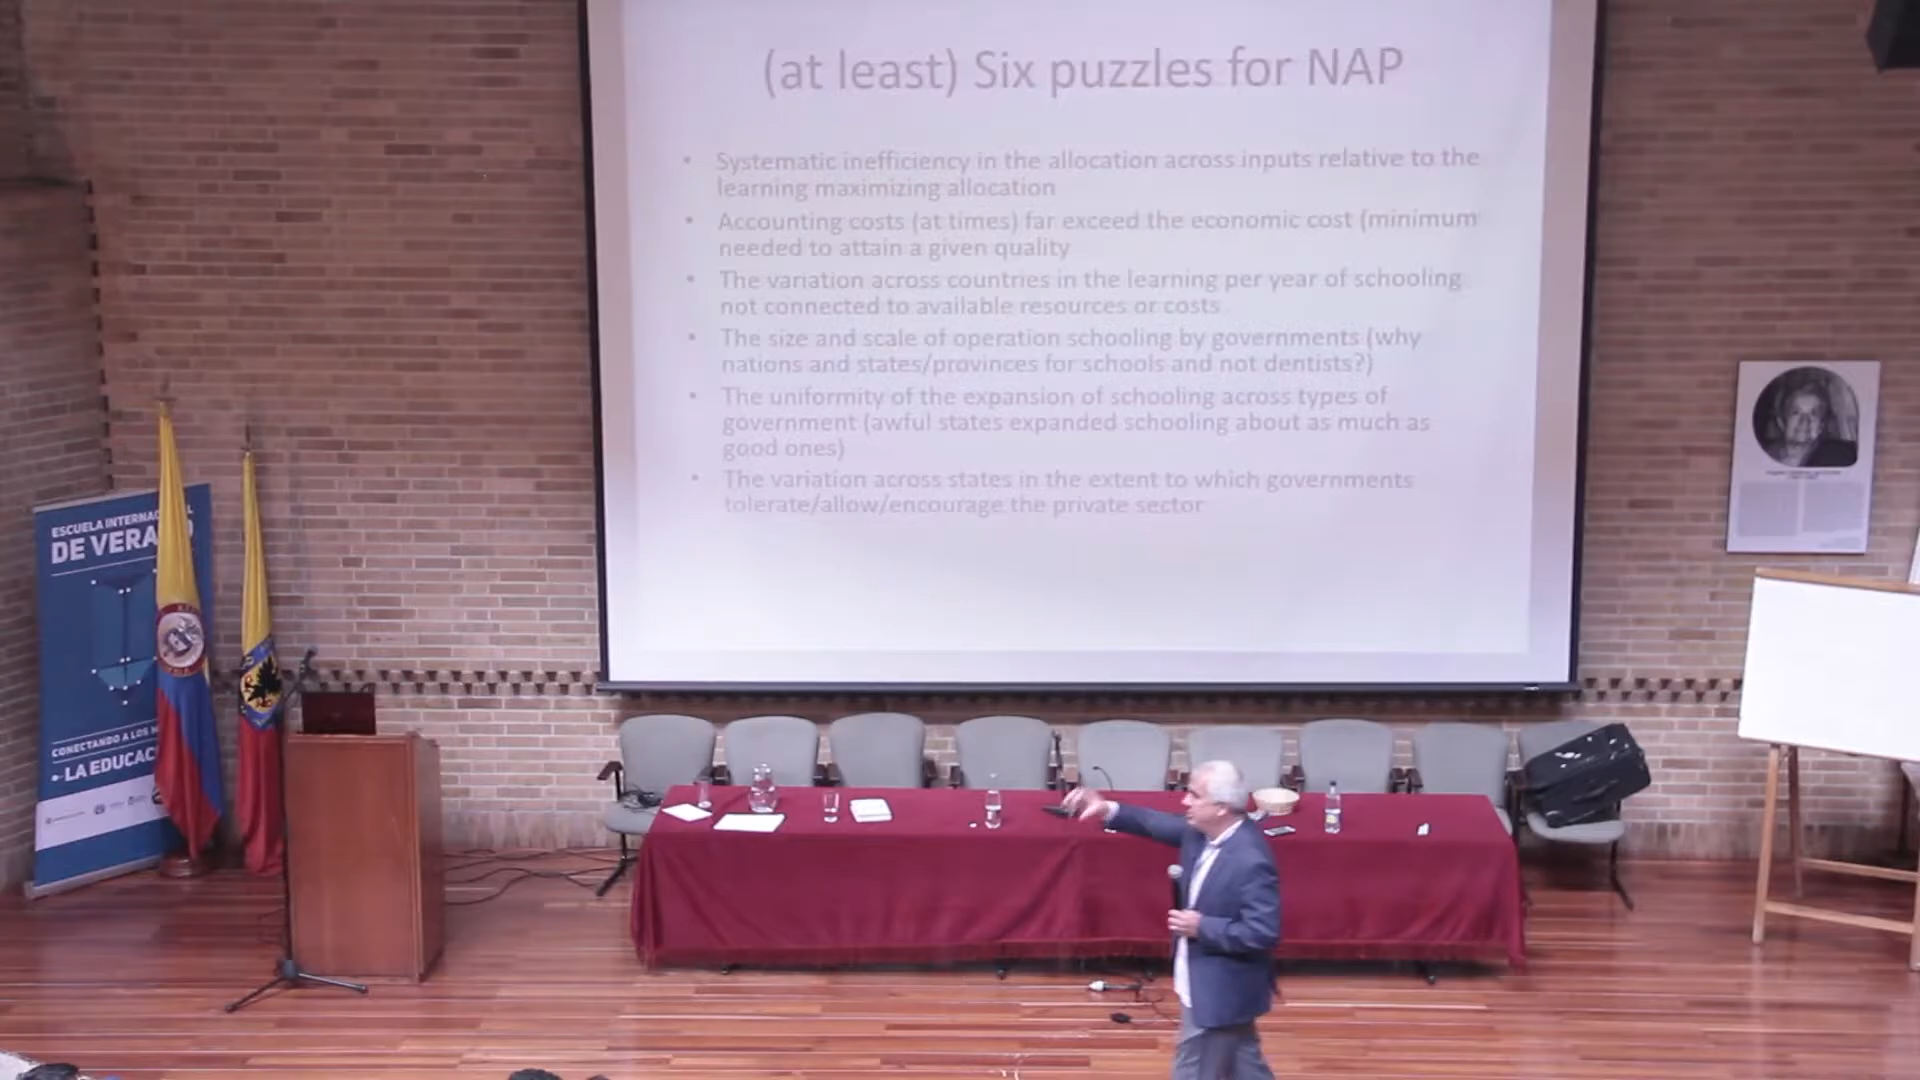 (at least) Six puzzles for NAP
• Systematic inefficiency in the allocation across inputs relative to the
learning maximizing allocation
• Accounting costs (at times) far exceed the economic cost (minimum
needed to attain a given quality
• The variation across countries in the learning per year of schooling
not connected to available resources or costs
• The size and scale of operation schooling by governments (why
nations and states/provinces for schools and not dentists?)
• The uniformity of the expansion of schooling across types of
government (awful states expanded schooling about as much as
good ones)
• The variation across states in the extent to which governments
tolerate/allow/encourage the private sector
ESCUELA
DE
CONECTANDO A LOS
LA